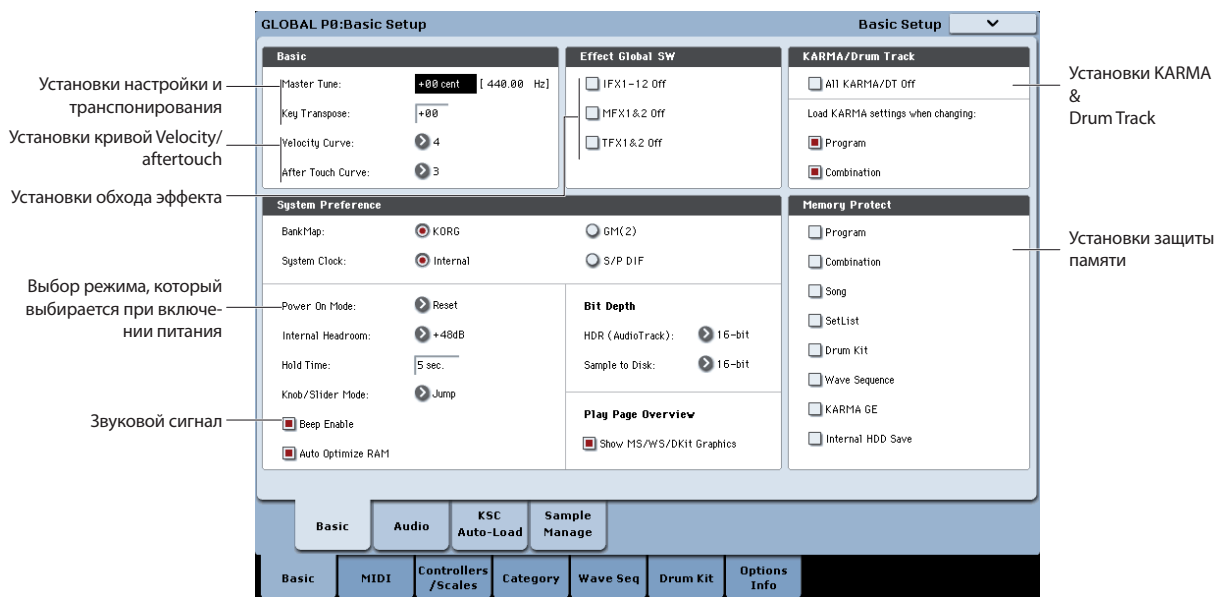 GLOBAL P0:Basic Setup
Basic Setup
Basic
Master Tune:
+00 cent
[ 440.00 Hz]
Key Transpose:
+00
Velocity Curve:
4
After Touch Curve:
3
Effect Global SW
IFX1-12 Off
MFX1&2 Off
TFX1&2 Off
KARMA/Drum Track
All KARMA/DT Off
Load KARMA settings when changing:
Program
Combination
System Preference
BankMap:
KORG
GM(2)
System Clock:
Internal
S/P DIF
Power On Mode:
Reset
Internal Headroom:
+48dB
Hold Time:
5 sec.
Knob/Slider Mode:
Jump
Beep Enable
Auto Optimize RAM
Bit Depth
HDR (AudioTrack):
16-bit
Sample to Disk:
16-bit
Play Page Overview
Show MS/WS/DKit Graphics
Memory Protect
Program
Combination
Song
SetList
Drum Kit
Wave Sequence
KARMA GE
Internal HDD Save
Basic
Audio
KSC
Auto-Load
Sample
Manage
Basic
MIDI
Controllers
/Scales
Category
Wave Seq
Drum Kit
Options
Info
Установки настройки и
транспонирования
Установки кривой Velocity/
aftertouch
Установки обхода эффекта
Выбор режима, который
выбирается при включе-
нии питания
Звуковой сигнал
Установки KARMA
&
Drum Track
Установки защиты
памяти